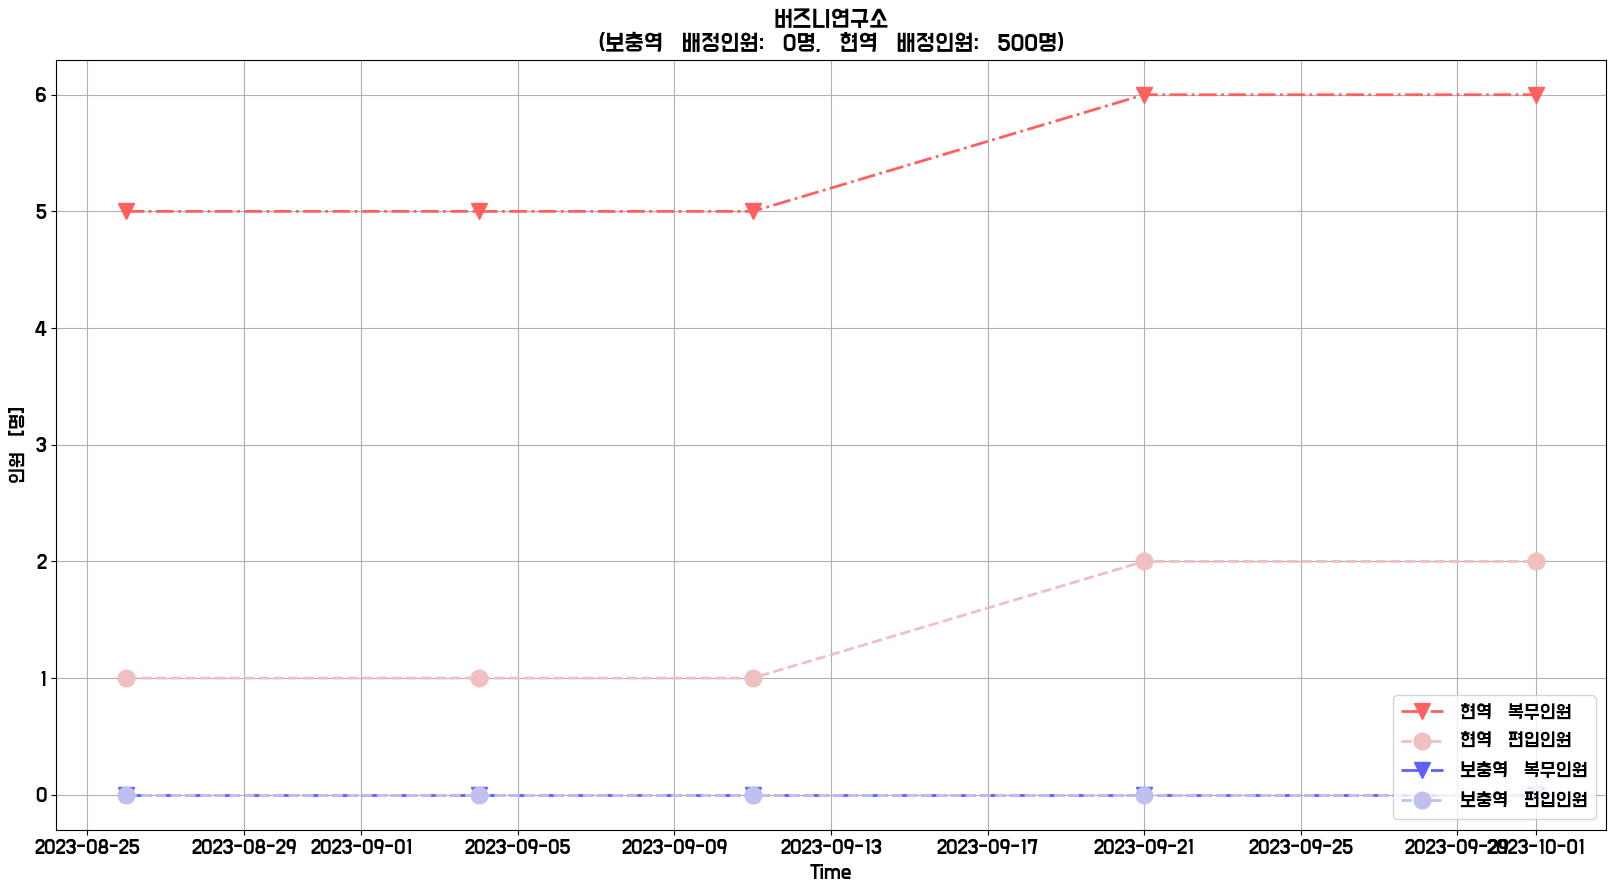 버즈니연구소
(보충역 배정인원: 0명, 현역 배정인원: 500명)
6
5
4
3
2
1
0
인원 [명]
현역 복무인원
현역 편입인원
보충역 복무인원
보충역 편입인원
2023-08-25 2023-08-29 2023-09-01 2023-09-05 2023-09-09 2023-09-13 2023-09-17 2023-09-21 2023-09-25 2023-09-29 2023-10-01
Time